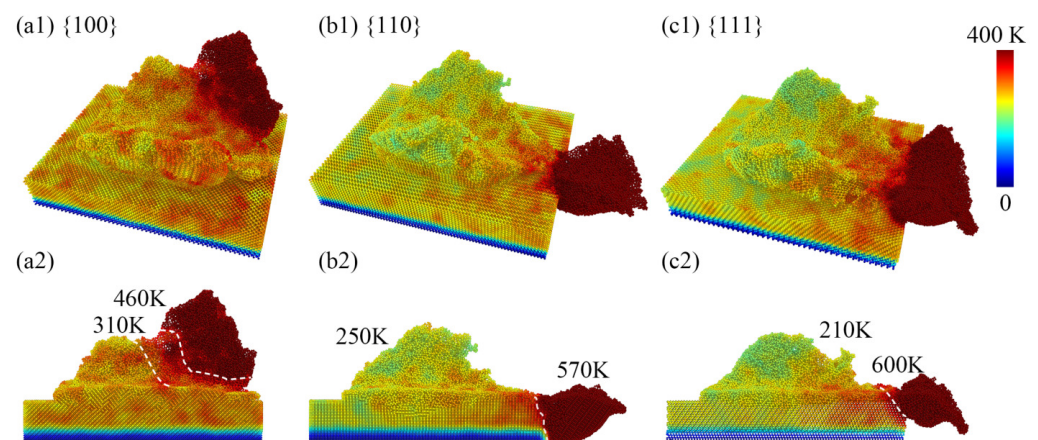 (a1) {100}
(b1) {110}
(c1) {111}
400 K
0
(a2)
(b2)
(c2)
460K
310K
250K
570K
210K
600K